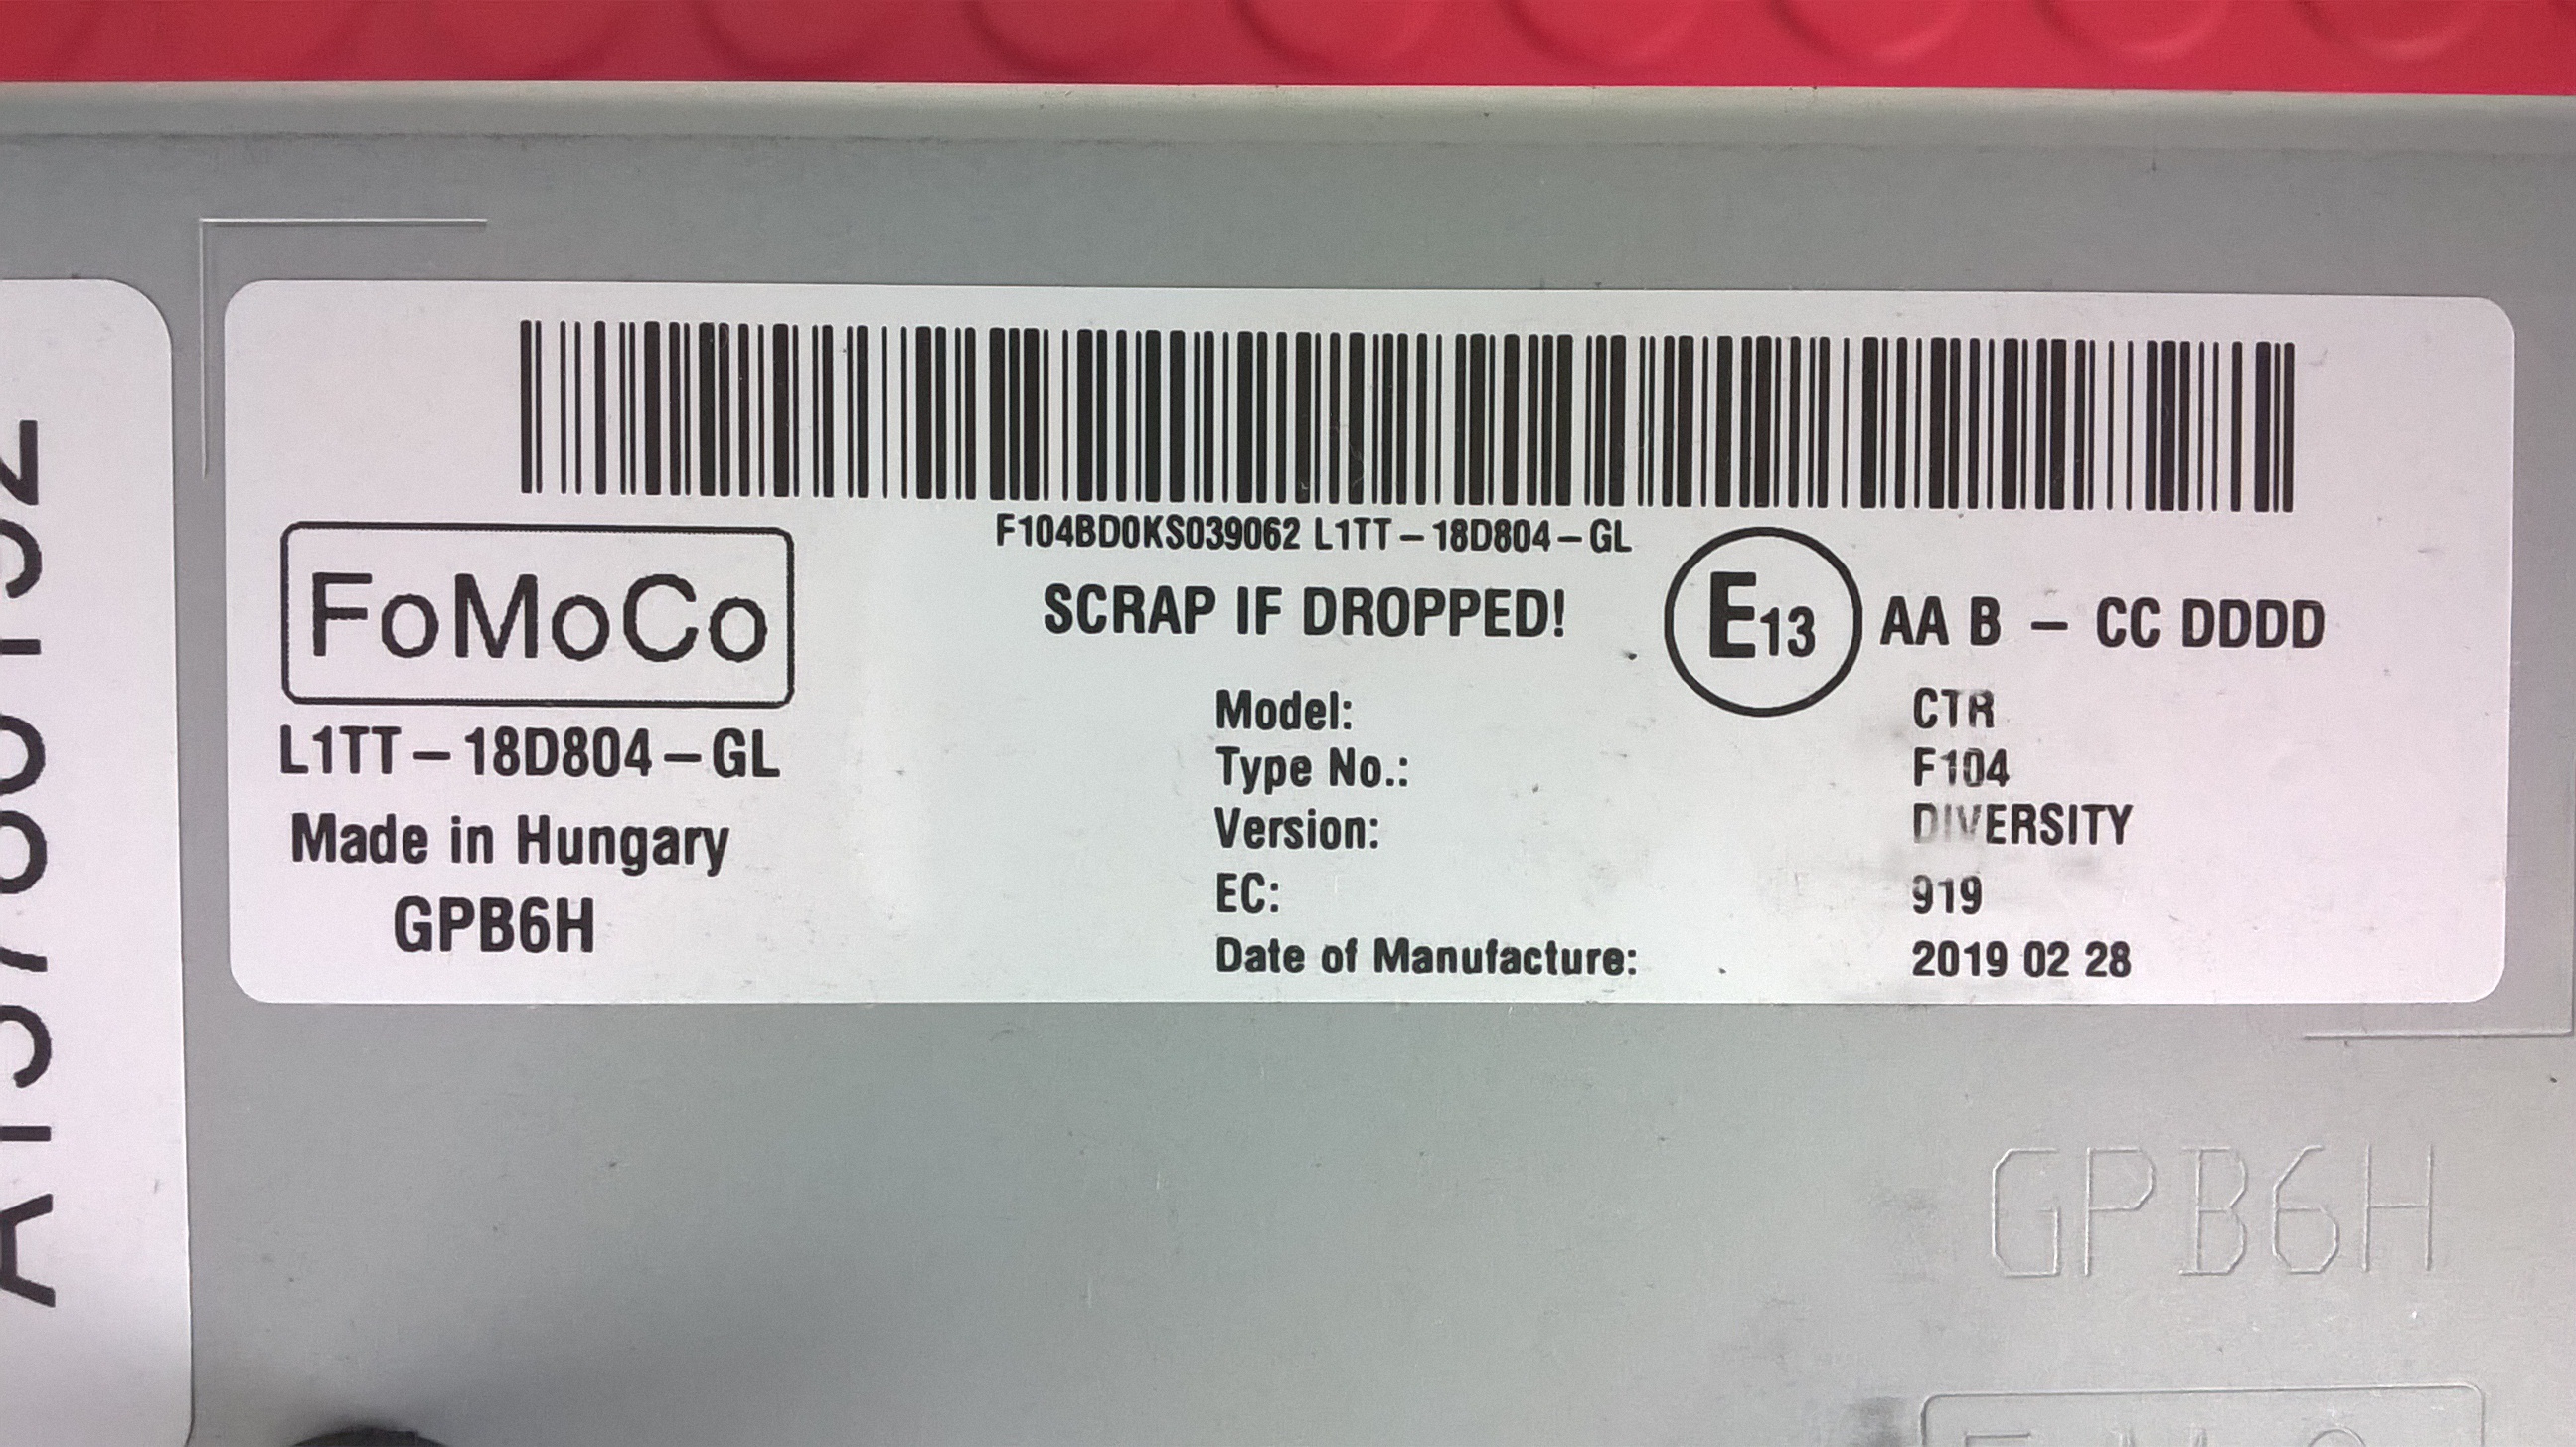 F104BD0KS039062 L1TT-18D804-GL
FoMoCo
SCRAP IF DROPPED!
E13 AA B - CC DDDD
L1TT-18D804-GL
Made in Hungary
GPB6H
Model: CTR
Type No.: F104
Version: DIVERSITY
EC: 919
Date of Manufacture: 2019 02 28
GPB6H